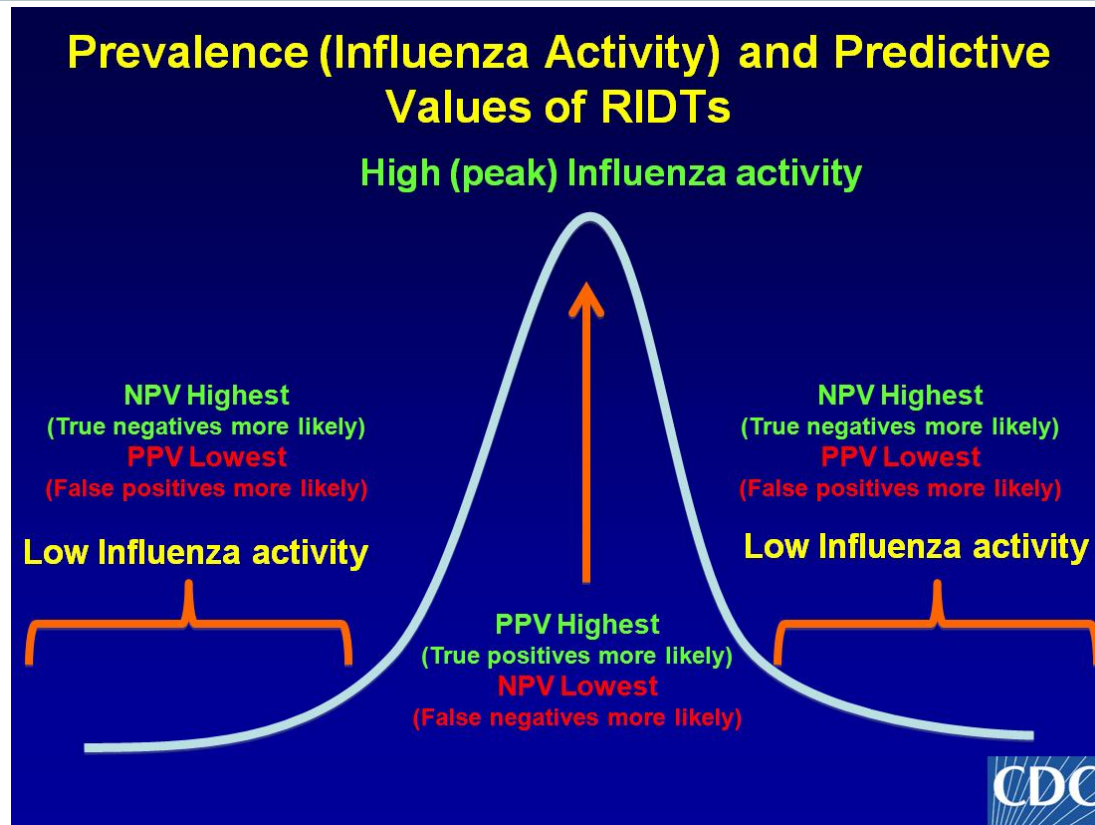 Prevalence (Influenza Activity) and Predictive
Values of RIDTs
High (peak) Influenza activity
NPV Highest
(True negatives more likely)
PPV Lowest
(False positives more likely)
Low Influenza activity
NPV Highest
(True negatives more likely)
PPV Lowest
(False positives more likely)
Low Influenza activity
PPV Highest
(True positives more likely)
NPV Lowest
(False negatives more likely)
CDC